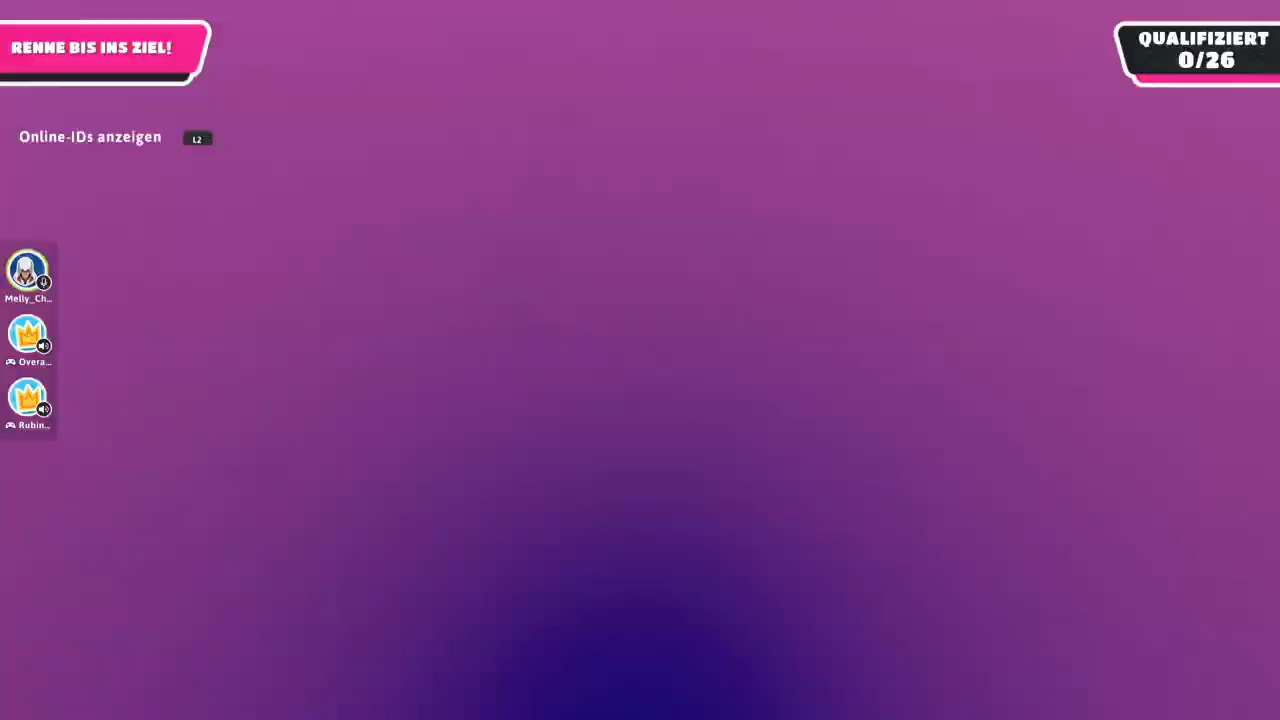 RENNE BIS INS ZIEL!
QUALIFIZIERT
0/26
Online-IDs anzeigen L2
Melly_Ch...
Overa...
Rubin...